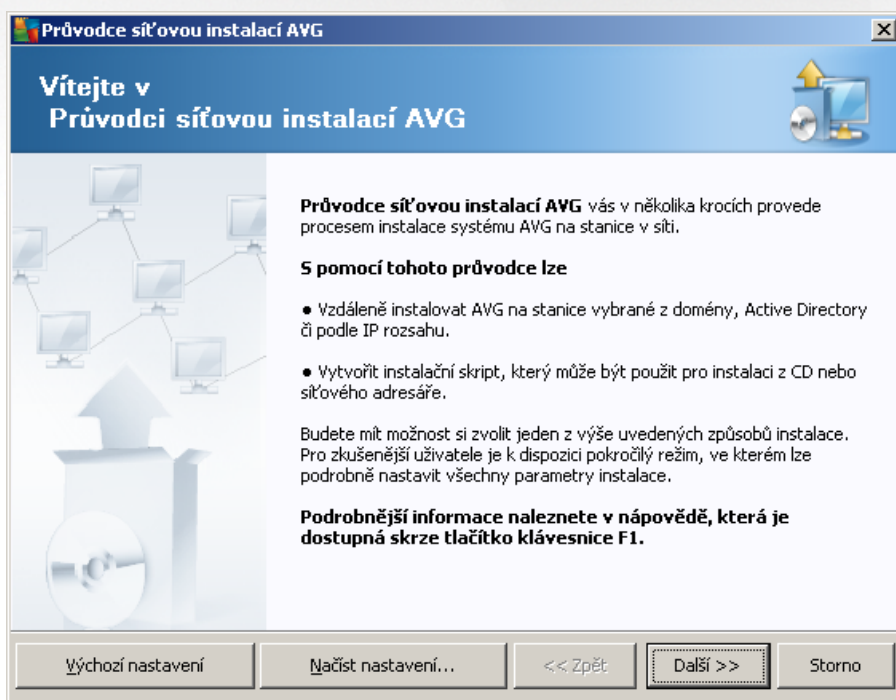 Průvodce síťovou instalací AVG
Vítejte v
Průvodci síťovou instalací AVG
Průvodce síťovou instalací AVG vás v několika krocích provede
procesem instalace systému AVG na stanice v síti.
S pomocí tohoto průvodce lze
● Vzdáleně instalovat AVG na stanice vybrané z domény, Active Directory
či podle IP rozsahu.
● Vytvořit instalační skript, který může být použit pro instalaci z CD nebo
síťového adresáře.
Budete mít možnost si zvolit jeden z výše uvedených způsobů instalace.
Pro zkušenější uživatele je k dispozici pokročilý režim, ve kterém lze
podrobně nastavit všechny parametry instalace.
Podrobnější informace naleznete v nápovědě, která je
dostupná skrze tlačítko klávesnice F1.
Výchozí nastavení Načíst nastavení... << Zpět Další >> Storno